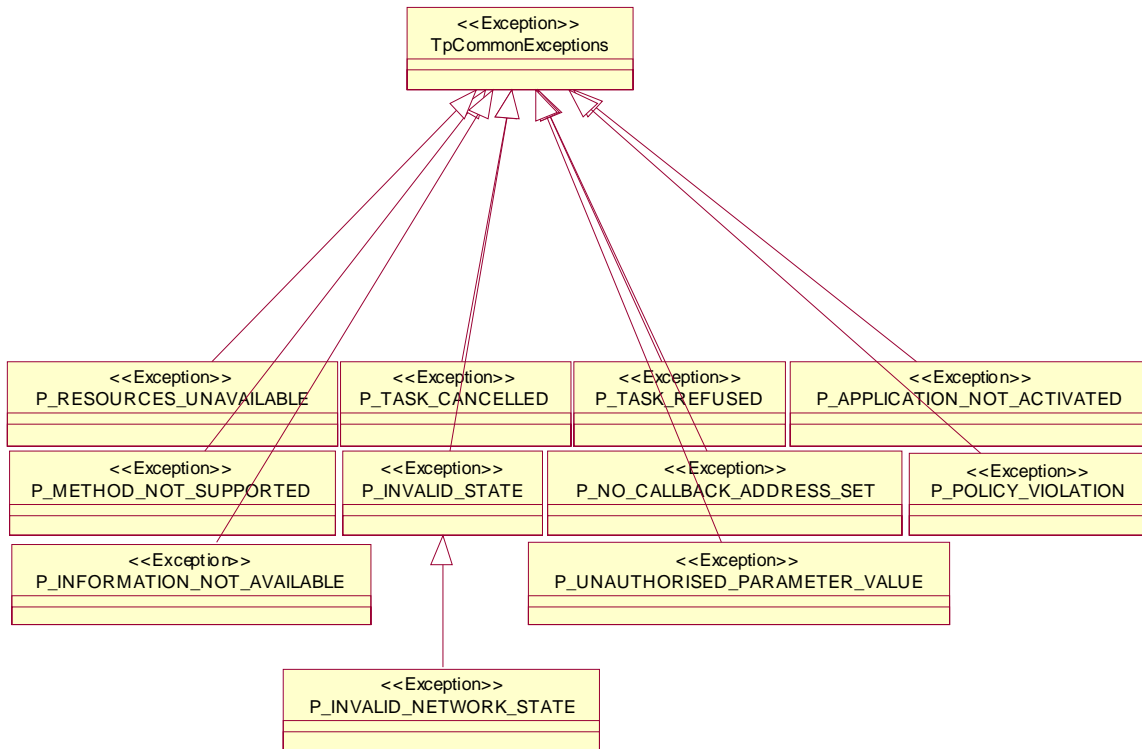 <<Exception>>
TpCommonExceptions
<<Exception>>
P_RESOURCES_UNAVAILABLE
<<Exception>>
P_TASK_CANCELLED
<<Exception>>
P_TASK_REFUSED
<<Exception>>
P_APPLICATION_NOT_ACTIVATED
<<Exception>>
P_METHOD_NOT_SUPPORTED
<<Exception>>
P_INVALID_STATE
<<Exception>>
P_NO_CALLBACK_ADDRESS_SET
<<Exception>>
P_POLICY_VIOLATION
<<Exception>>
P_INFORMATION_NOT_AVAILABLE
<<Exception>>
P_UNAUTHORISED_PARAMETER_VALUE
<<Exception>>
P_INVALID_NETWORK_STATE